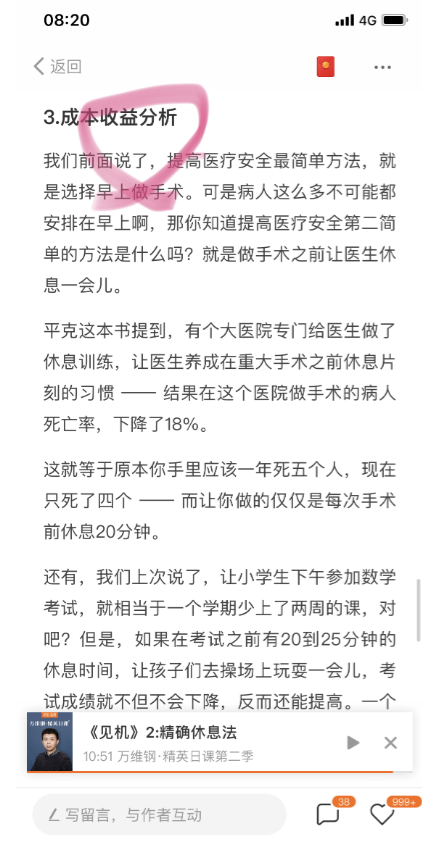 08:20
4G
返回
3.成本收益分析
我们前面说了，提高医疗安全最简单方法，就
是选择早上做手术。可是病人这么多不可能都
安排在早上啊，那你知道提高医疗安全第二简
单的方法是什么吗？就是做手术之前让医生休
息一会儿。
平克这本书提到，有个大医院专门给医生做了
休息训练，让医生养成在重大手术之前休息片
刻的习惯 —— 结果在这个医院做手术的病人
死亡率，下降了18%。
这就等于原本你手里应该一年死五个人，现在
只死了四个 —— 而让你做的仅仅是每次手术
前休息20分钟。
还有，我们上次说了，让小学生下午参加数学
考试，就相当于一个学期少上了两周的课，对
吧？但是，如果在考试之前有20到25分钟的
休息时间，让孩子们去操场上玩耍一会儿，考
试成绩就不但不会下降，反而还能提高。一个
万维钢·精英日课
《见机》2:精确休息法
10:51 万维钢·精英日课第二季
写留言，与作者互动
38
999+